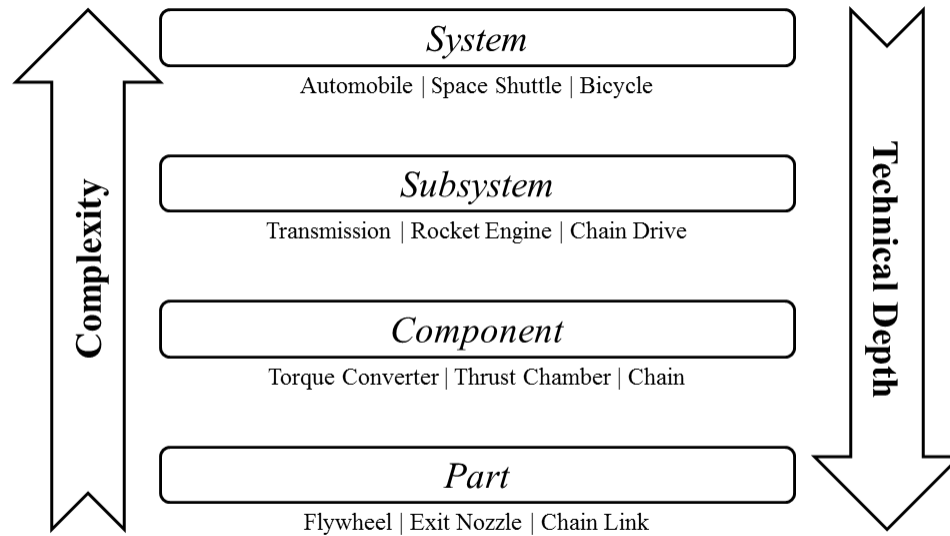 System
Automobile | Space Shuttle | Bicycle
Subsystem
Transmission | Rocket Engine | Chain Drive
Component
Torque Converter | Thrust Chamber | Chain
Part
Flywheel | Exit Nozzle | Chain Link
Complexity
Technical Depth